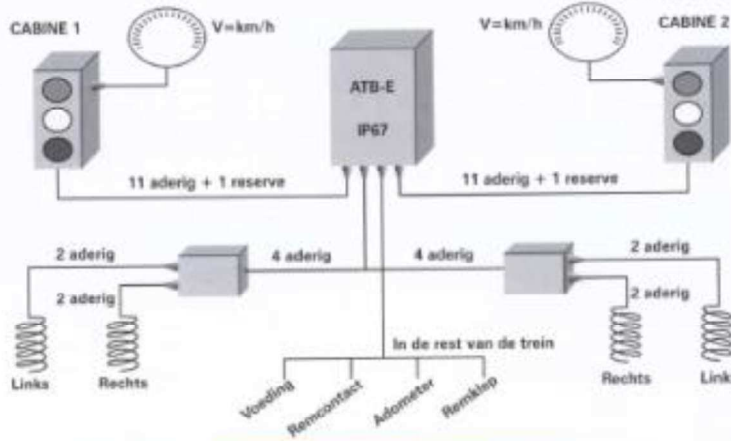 CABINE 1
V=km/h
V=km/h
CABINE 2
ATB-E
IP67
11 aderig + 1 reserve
11 aderig + 1 reserve
2 aderig
4 aderig
4 aderig
2 aderig
2 aderig
2 aderig
In de rest van de trein
Links
Rechts
Rechts
Link
Voeding
Remcontact
Adometer
Remklep